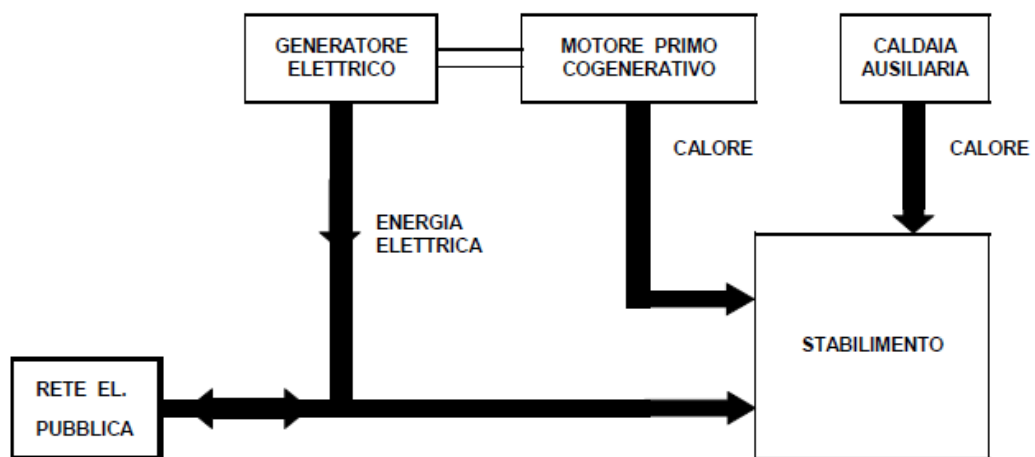 GENERATORE
ELETTRICO
MOTORE PRIMO
COGENERATIVO
CALDAIA
AUSILIARIA
CALORE
CALORE
ENERGIA
ELETTRICA
STABILIMENTO
RETE EL.
PUBBLICA